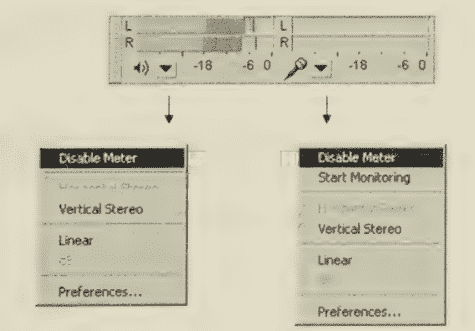 L L
R R
-18 -6 0 -18 -6 0
Disable Meter
Vertical Stereo
Linear
Preferences...
Disable Meter
Start Monitoring
Vertical Stereo
Linear
Preferences...